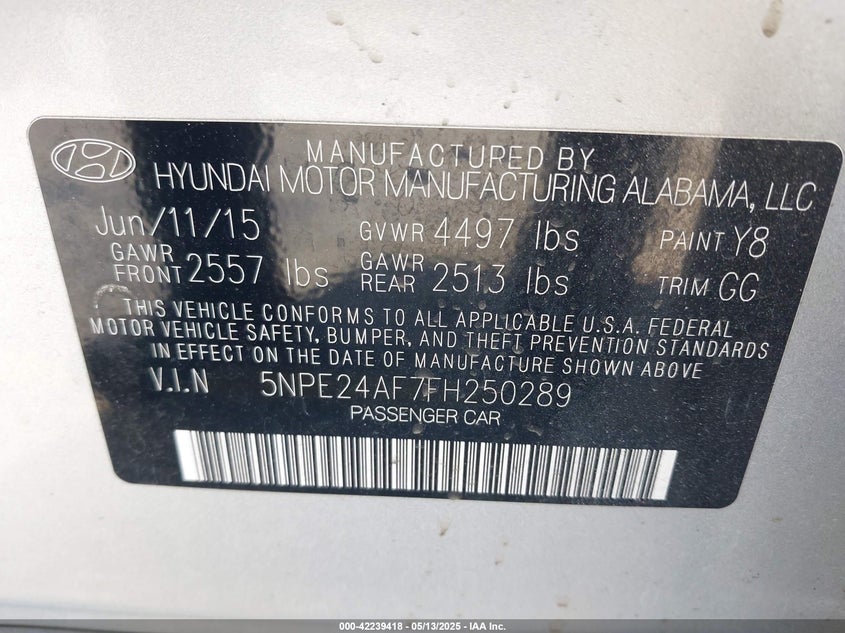 MANUFACTURED BY
HYUNDAI MOTOR MANUFACTURING ALABAMA, LLC
Jun/11/15 GVWR 4497 lbs PAINT Y8
GAWR FRONT 2557 lbs GAWR REAR 2513 lbs TRIM GG
THIS VEHICLE CONFORMS TO ALL APPLICABLE U.S.A. FEDERAL
MOTOR VEHICLE SAFETY, BUMPER, AND THEFT PREVENTION STANDARDS
IN EFFECT ON THE DATE OF MANUFACTURE SHOWN ABOVE
V.I.N 5NPE24AF7FH250289
PASSENGER CAR
000-42239418 - 05/13/2025 - IAA Inc.